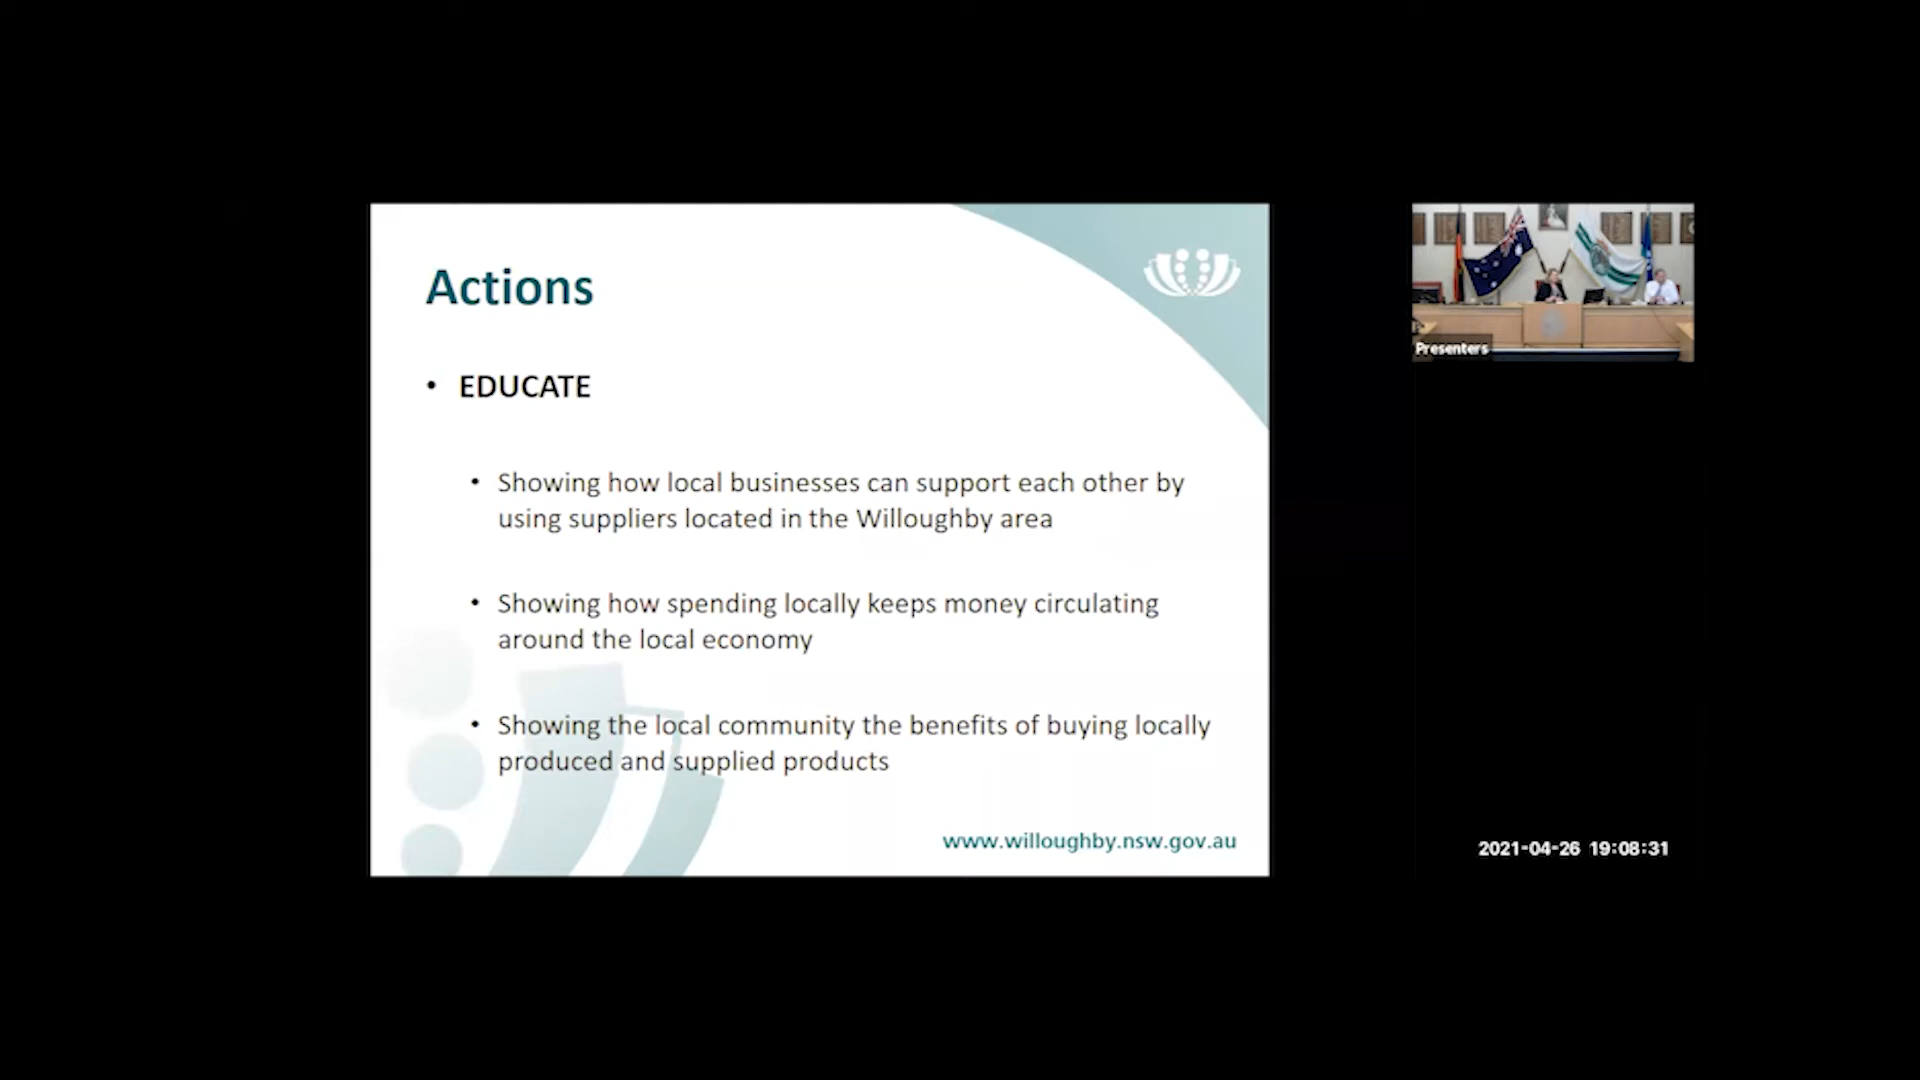 Actions
• EDUCATE
• Showing how local businesses can support each other by
using suppliers located in the Willoughby area
• Showing how spending locally keeps money circulating
around the local economy
• Showing the local community the benefits of buying locally
produced and supplied products
www.willoughby.nsw.gov.au
Presenters
2021-04-26 19:08:31